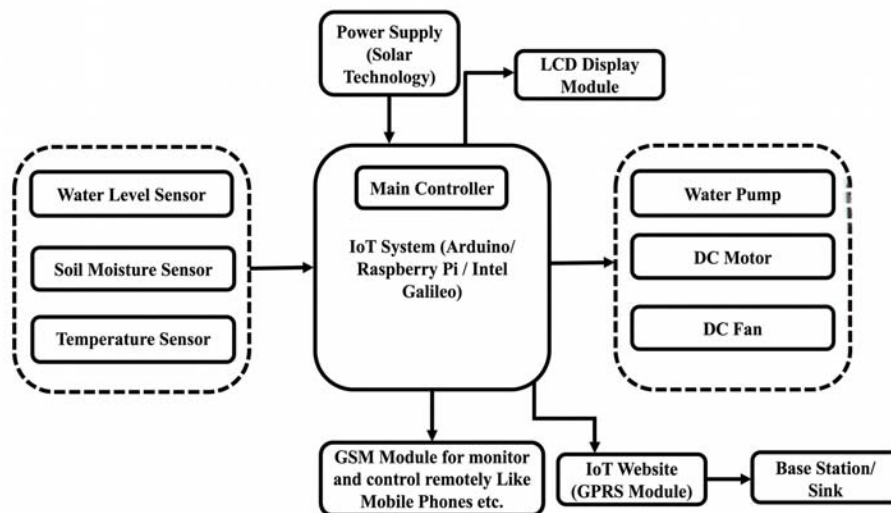 Power Supply
(Solar
Technology)
LCD Display
Module
Water Level Sensor
Soil Moisture Sensor
Temperature Sensor
Main Controller
IoT System (Arduino/
Raspberry Pi / Intel
Galileo)
Water Pump
DC Motor
DC Fan
GSM Module for monitor
and control remotely Like
Mobile Phones etc.
IoT Website
(GPRS Module)
Base Station/
Sink